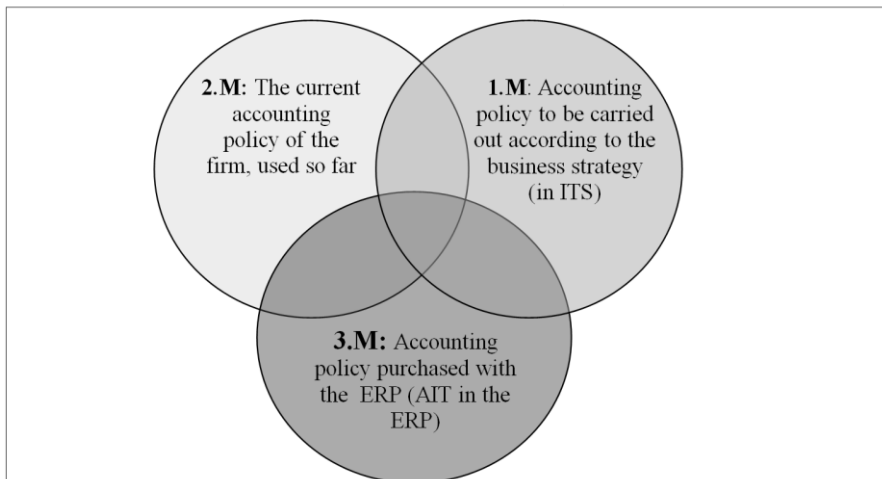 2.M: The current
accounting
policy of the
firm, used so far
1.M: Accounting
policy to be carried
out according to the
business strategy
(in ITS)
3.M: Accounting
policy purchased with
the ERP (AIT in the
ERP)